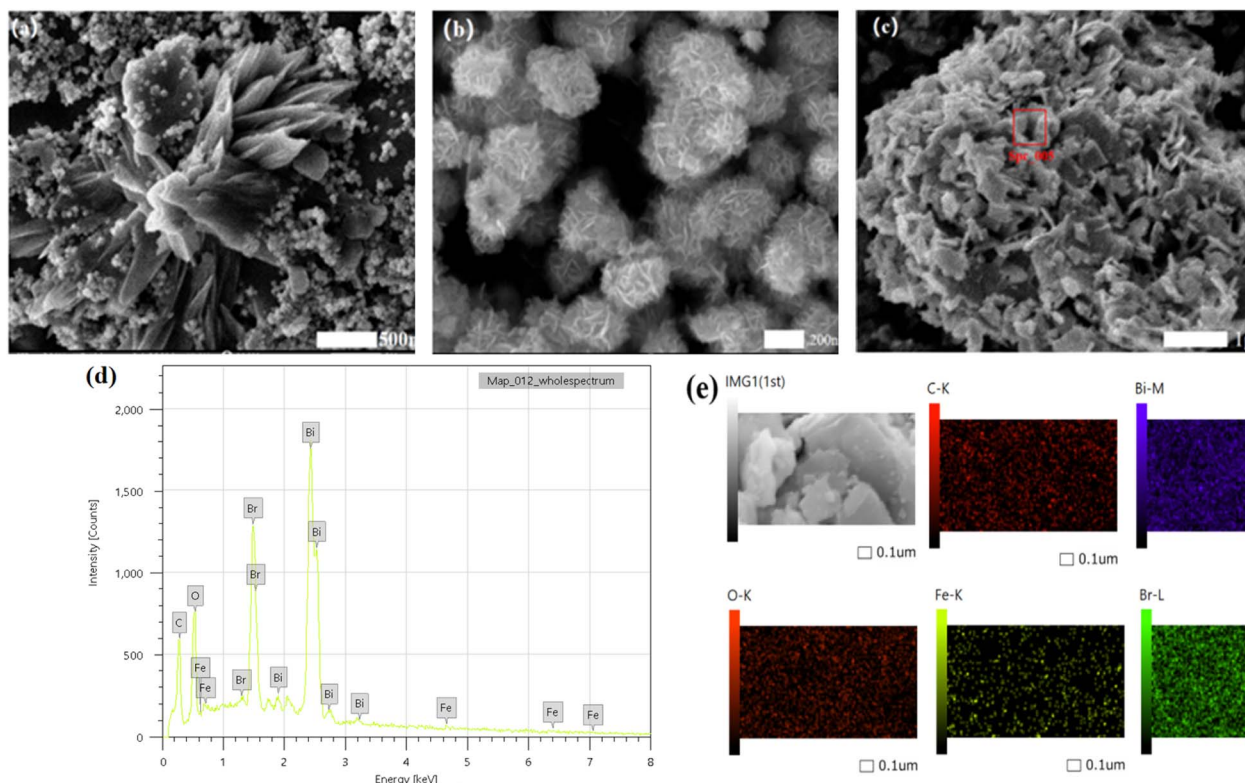 (a)
500n
(b)
200n
(c)
1
(d)
Map_012_wholespectrum
2,000
1,500
1,000
500
0
Intensity [Counts]
C
O
Fe
Fe
Br
Br
Br
Bi
Bi
Bi
Bi
Bi
Fe
Fe
Fe
0 1 2 3 4 5 6 7 8
Energy [keV]
(e)
IMG1(1st)
0.1um
C-K
0.1um
Bi-M
O-K
0.1um
Fe-K
0.1um
Br-L